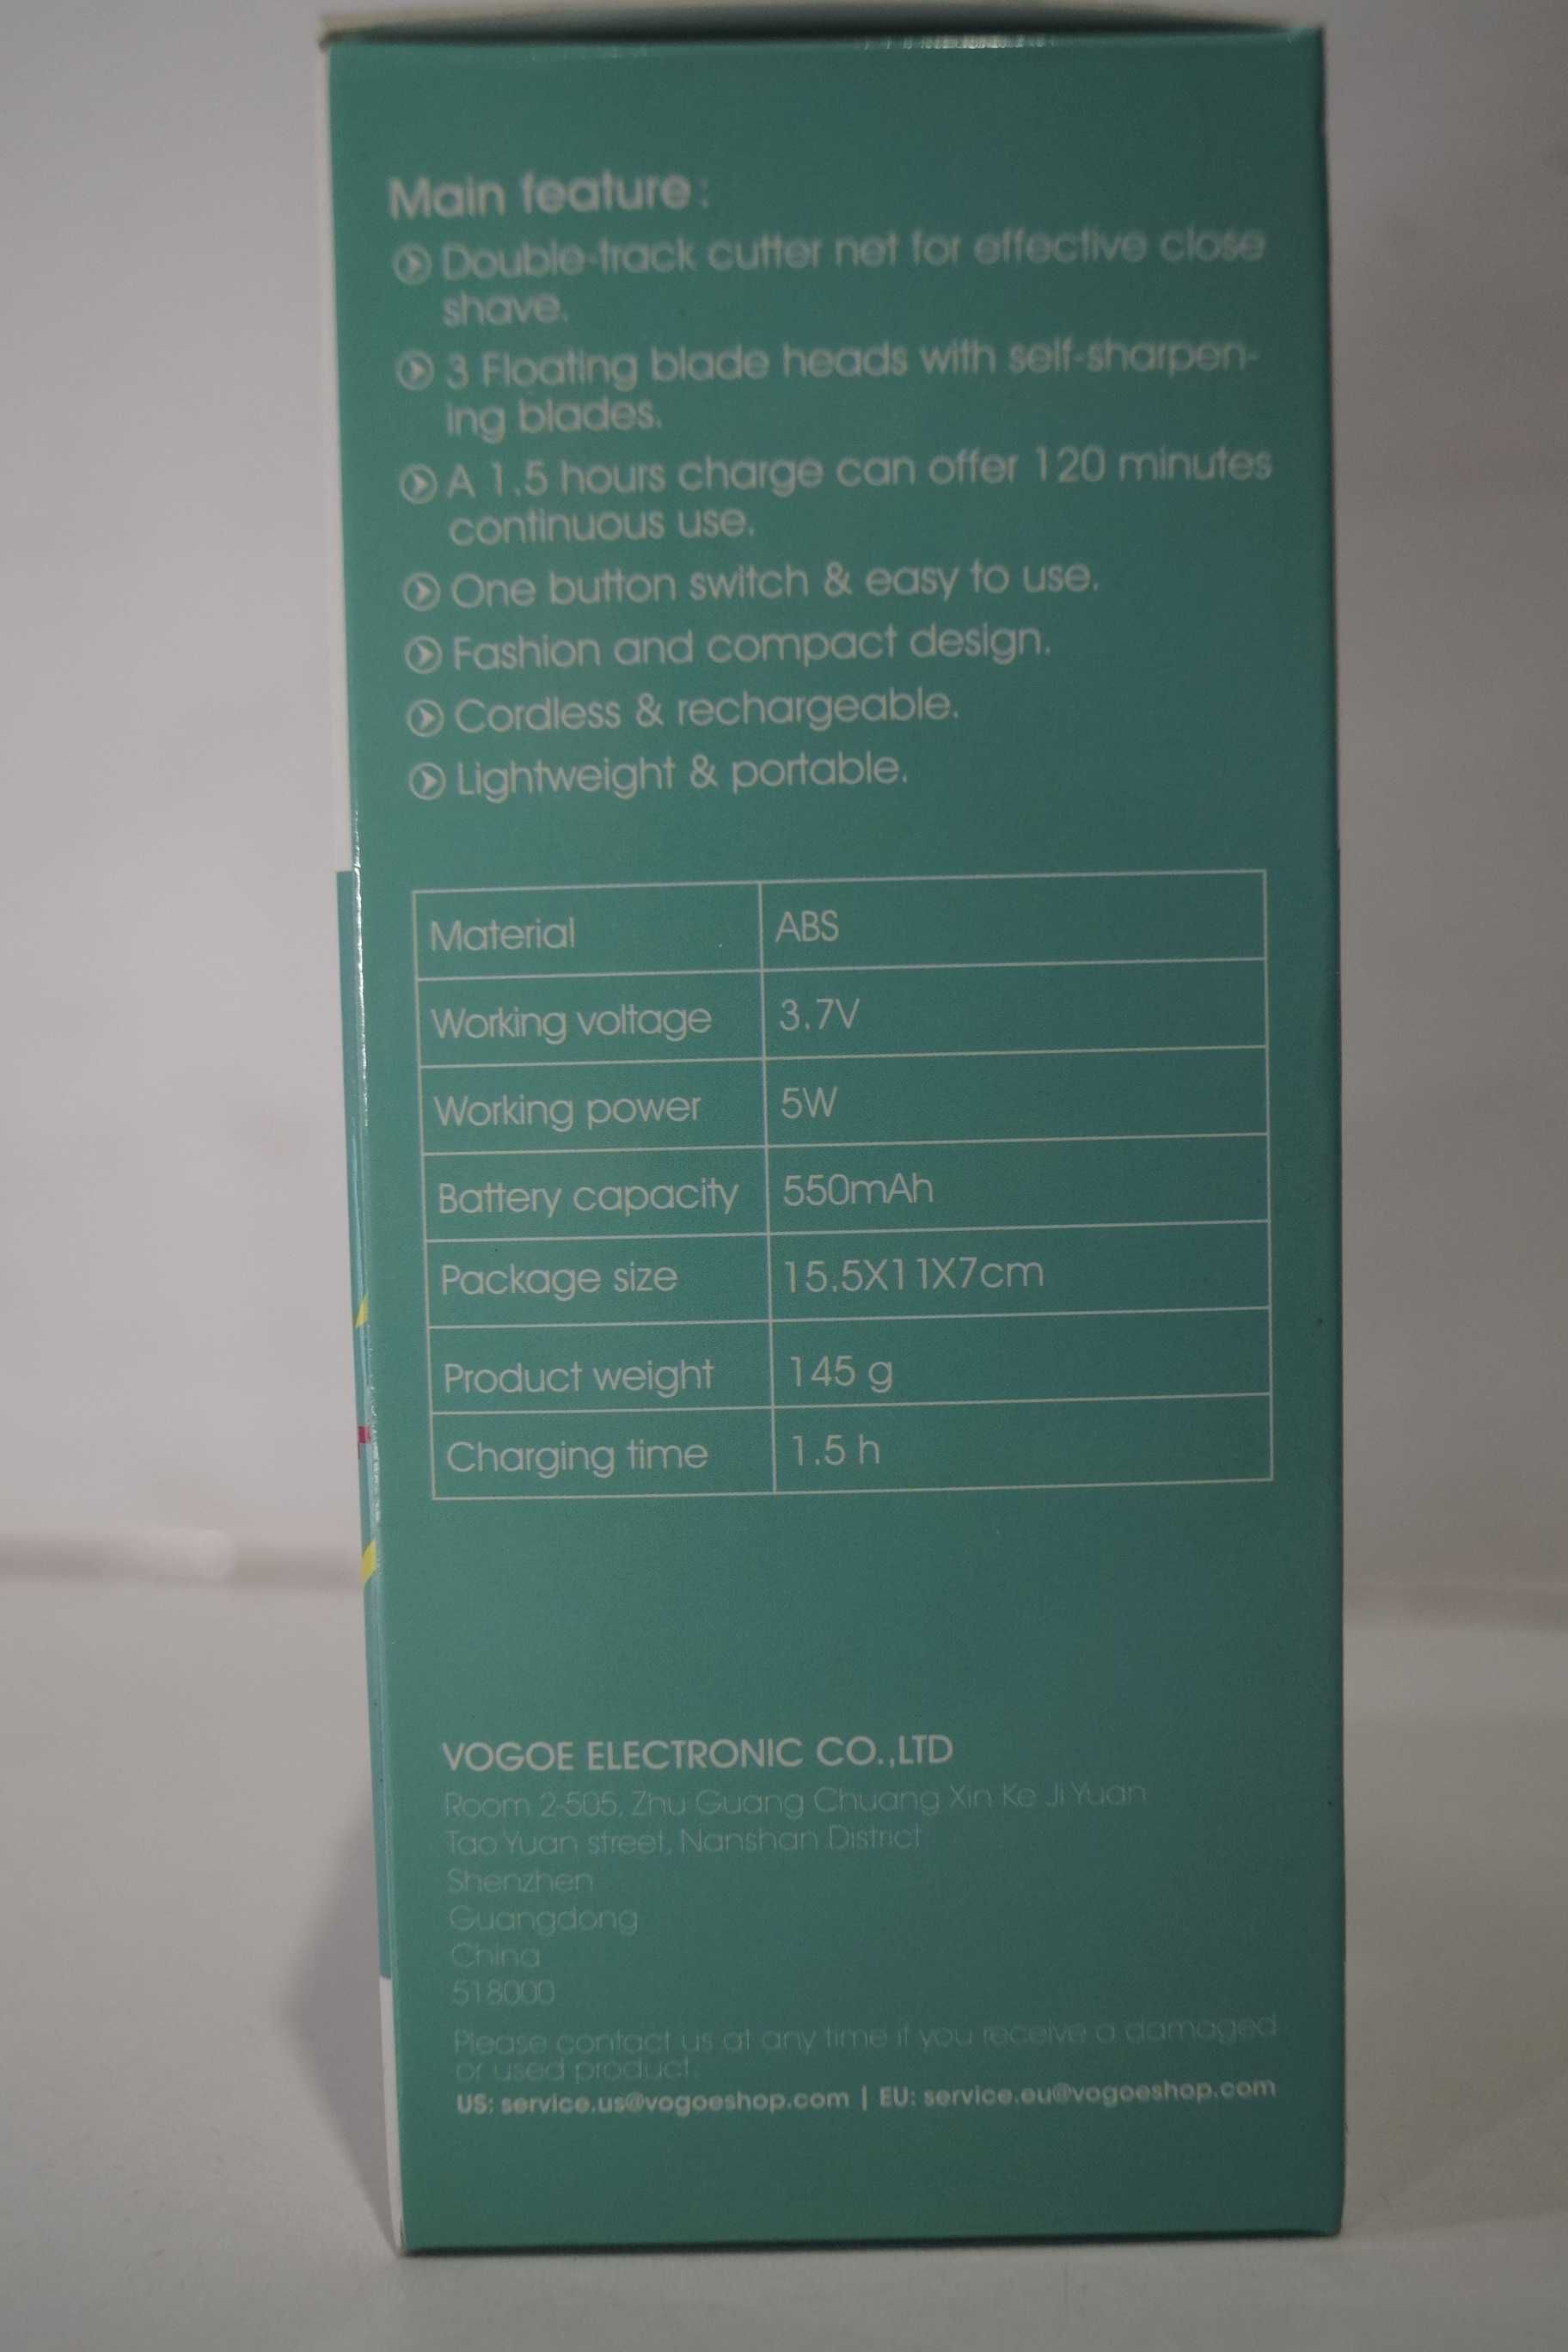 Main feature:
Double-track cutter net for effective close
shave.
3 Floating blade heads with self-sharpen-
ing blades.
A 1.5 hours charge can offer 120 minutes
continuous use.
One button switch & easy to use.
Fashion and compact design.
Cordless & rechargeable.
Lightweight & portable.
Material ABS
Working voltage 3.7V
Working power 5W
Battery capacity 550mAh
Package size 15.5X11X7cm
Product weight 145 g
Charging time 1.5 h
VOGOE ELECTRONIC CO.,LTD
Room 2-505, Zhu Guang Chuang Xin Ke Ji Yuan
Tao Yuan street, Nanshan District
Shenzhen
Guangdong
China
518000
Please contact us at any time if you receive a damaged
or used product.
US: service.us@vogoeshop.com | EU: service.eu@vogoeshop.com